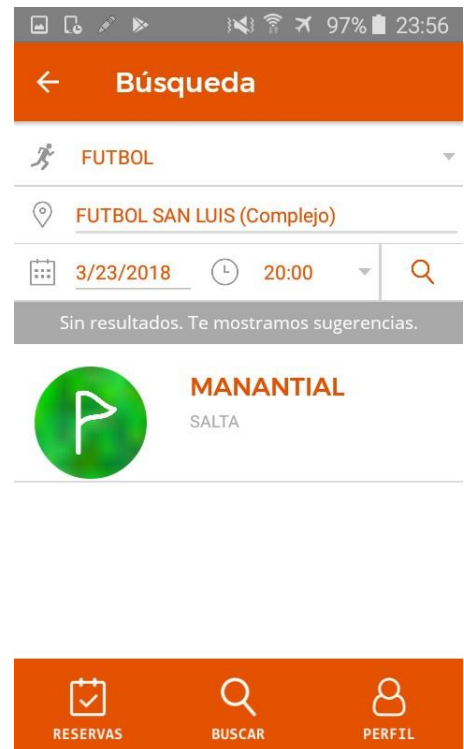 97% 23:56
Búsqueda
FUTBOL
FUTBOL SAN LUIS (Complejo)
3/23/2018 20:00
Sin resultados. Te mostramos sugerencias.
MANANTIAL
SALTA
RESERVAS BUSCAR PERFIL